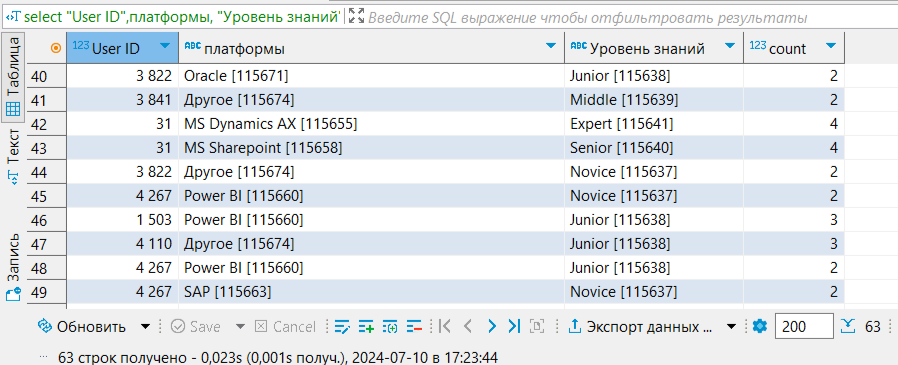 select "User ID",платформы, "Уровень знаний" Введите SQL выражение чтобы отфильтровать результаты
Таблица
Текст
Запись
123 User ID ABC платформы ABC Уровень знаний 123 count
40 3 822 Oracle [115671] Junior [115638] 2
41 3 841 Другое [115674] Middle [115639] 2
42 31 MS Dynamics AX [115655] Expert [115641] 4
43 31 MS Sharepoint [115658] Senior [115640] 4
44 3 822 Другое [115674] Novice [115637] 2
45 4 267 Power BI [115660] Novice [115637] 2
46 1 503 Power BI [115660] Junior [115638] 3
47 4 110 Другое [115674] Junior [115638] 3
48 4 267 Power BI [115660] Junior [115638] 2
49 4 267 SAP [115663] Novice [115637] 2
Обновить Save Cancel Экспорт данных ... 200 63
63 строк получено - 0,023s (0,001s получ.), 2024-07-10 в 17:23:44